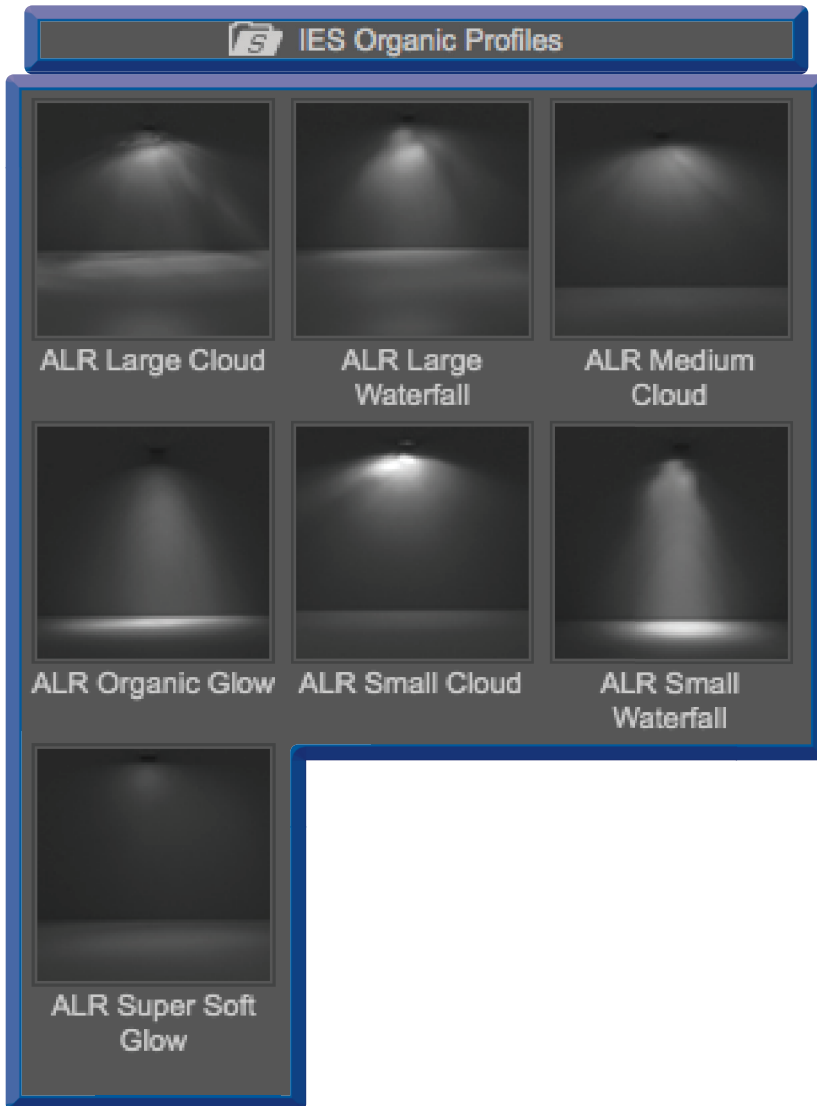 S IES Organic Profiles
ALR Large Cloud
ALR Large
Waterfall
ALR Medium
Cloud
ALR Organic Glow
ALR Small Cloud
ALR Small
Waterfall
ALR Super Soft
Glow